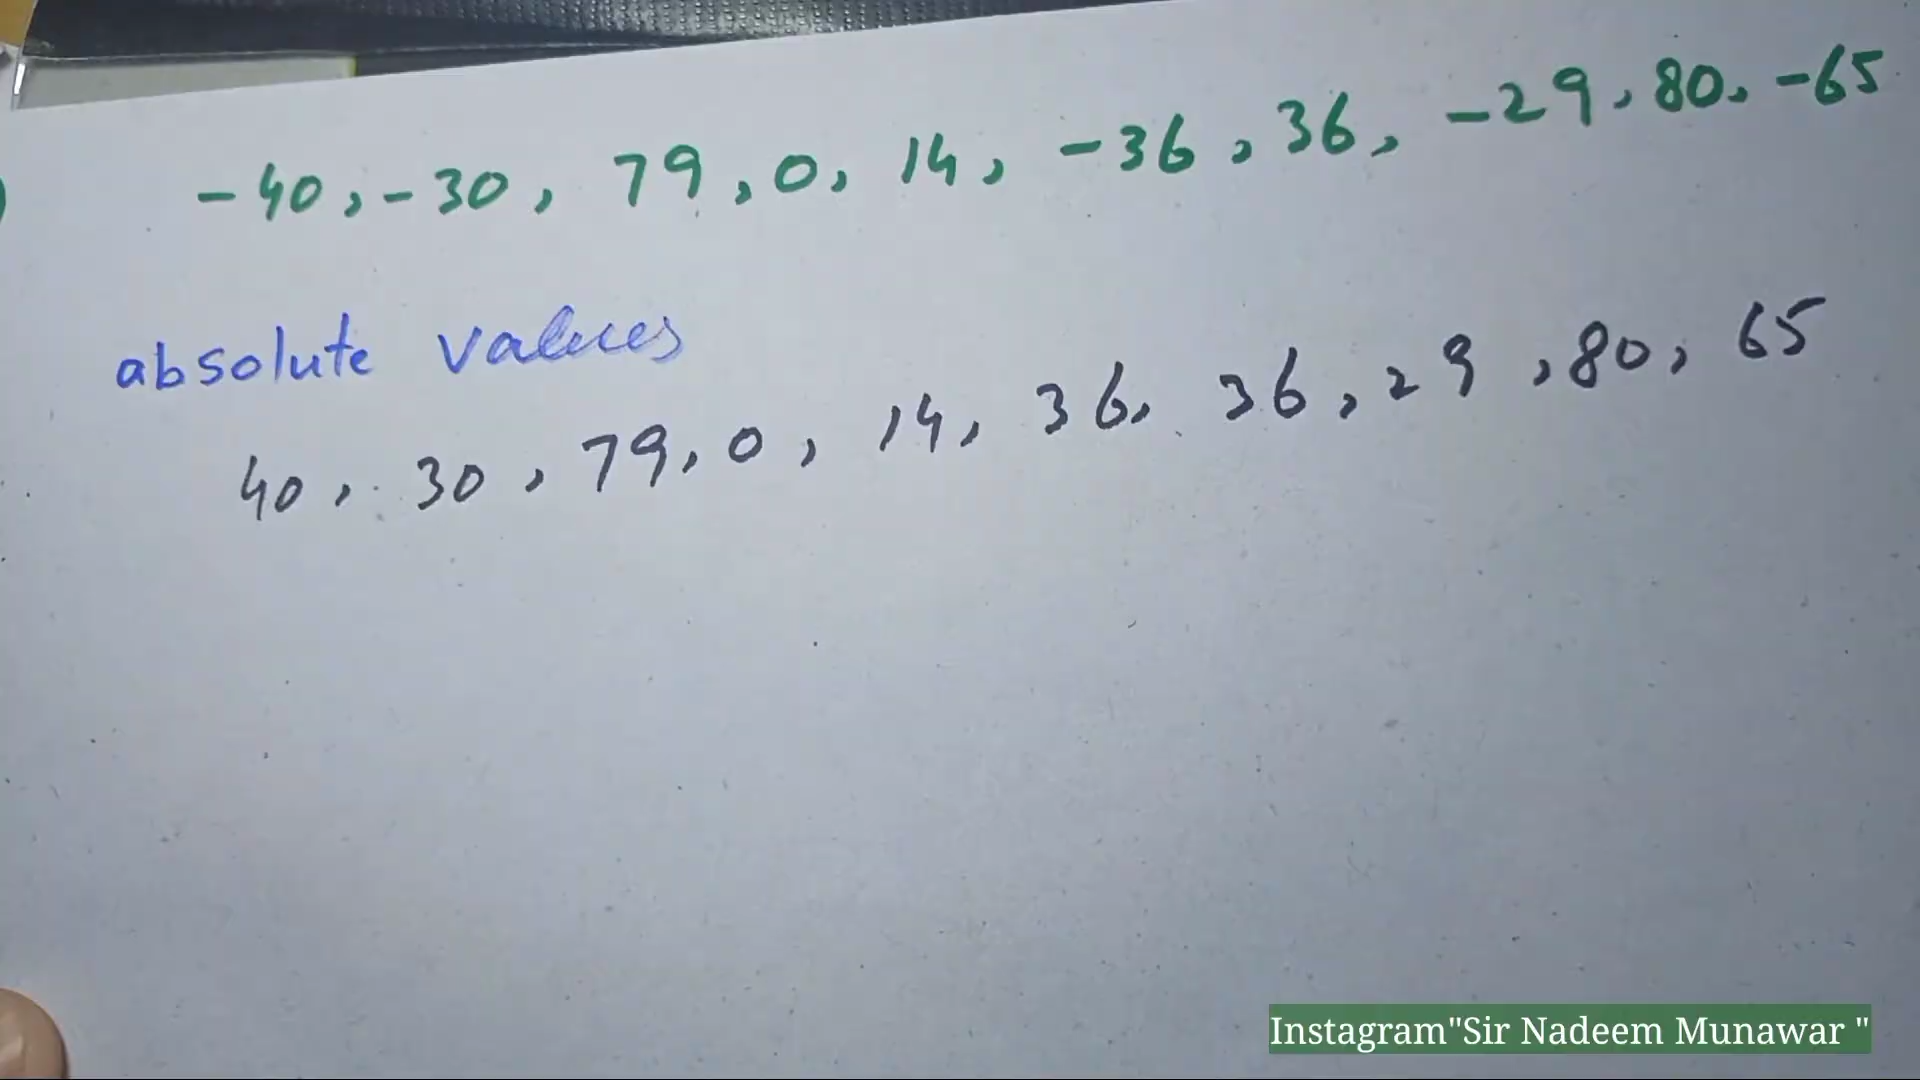 -40, -30, 79, 0, 14, -36, 36, -29, 80, -65
absolute values
40, 30, 79, 0, 14, 36, 36, 29, 80, 65
Instagram"Sir Nadeem Munawar "